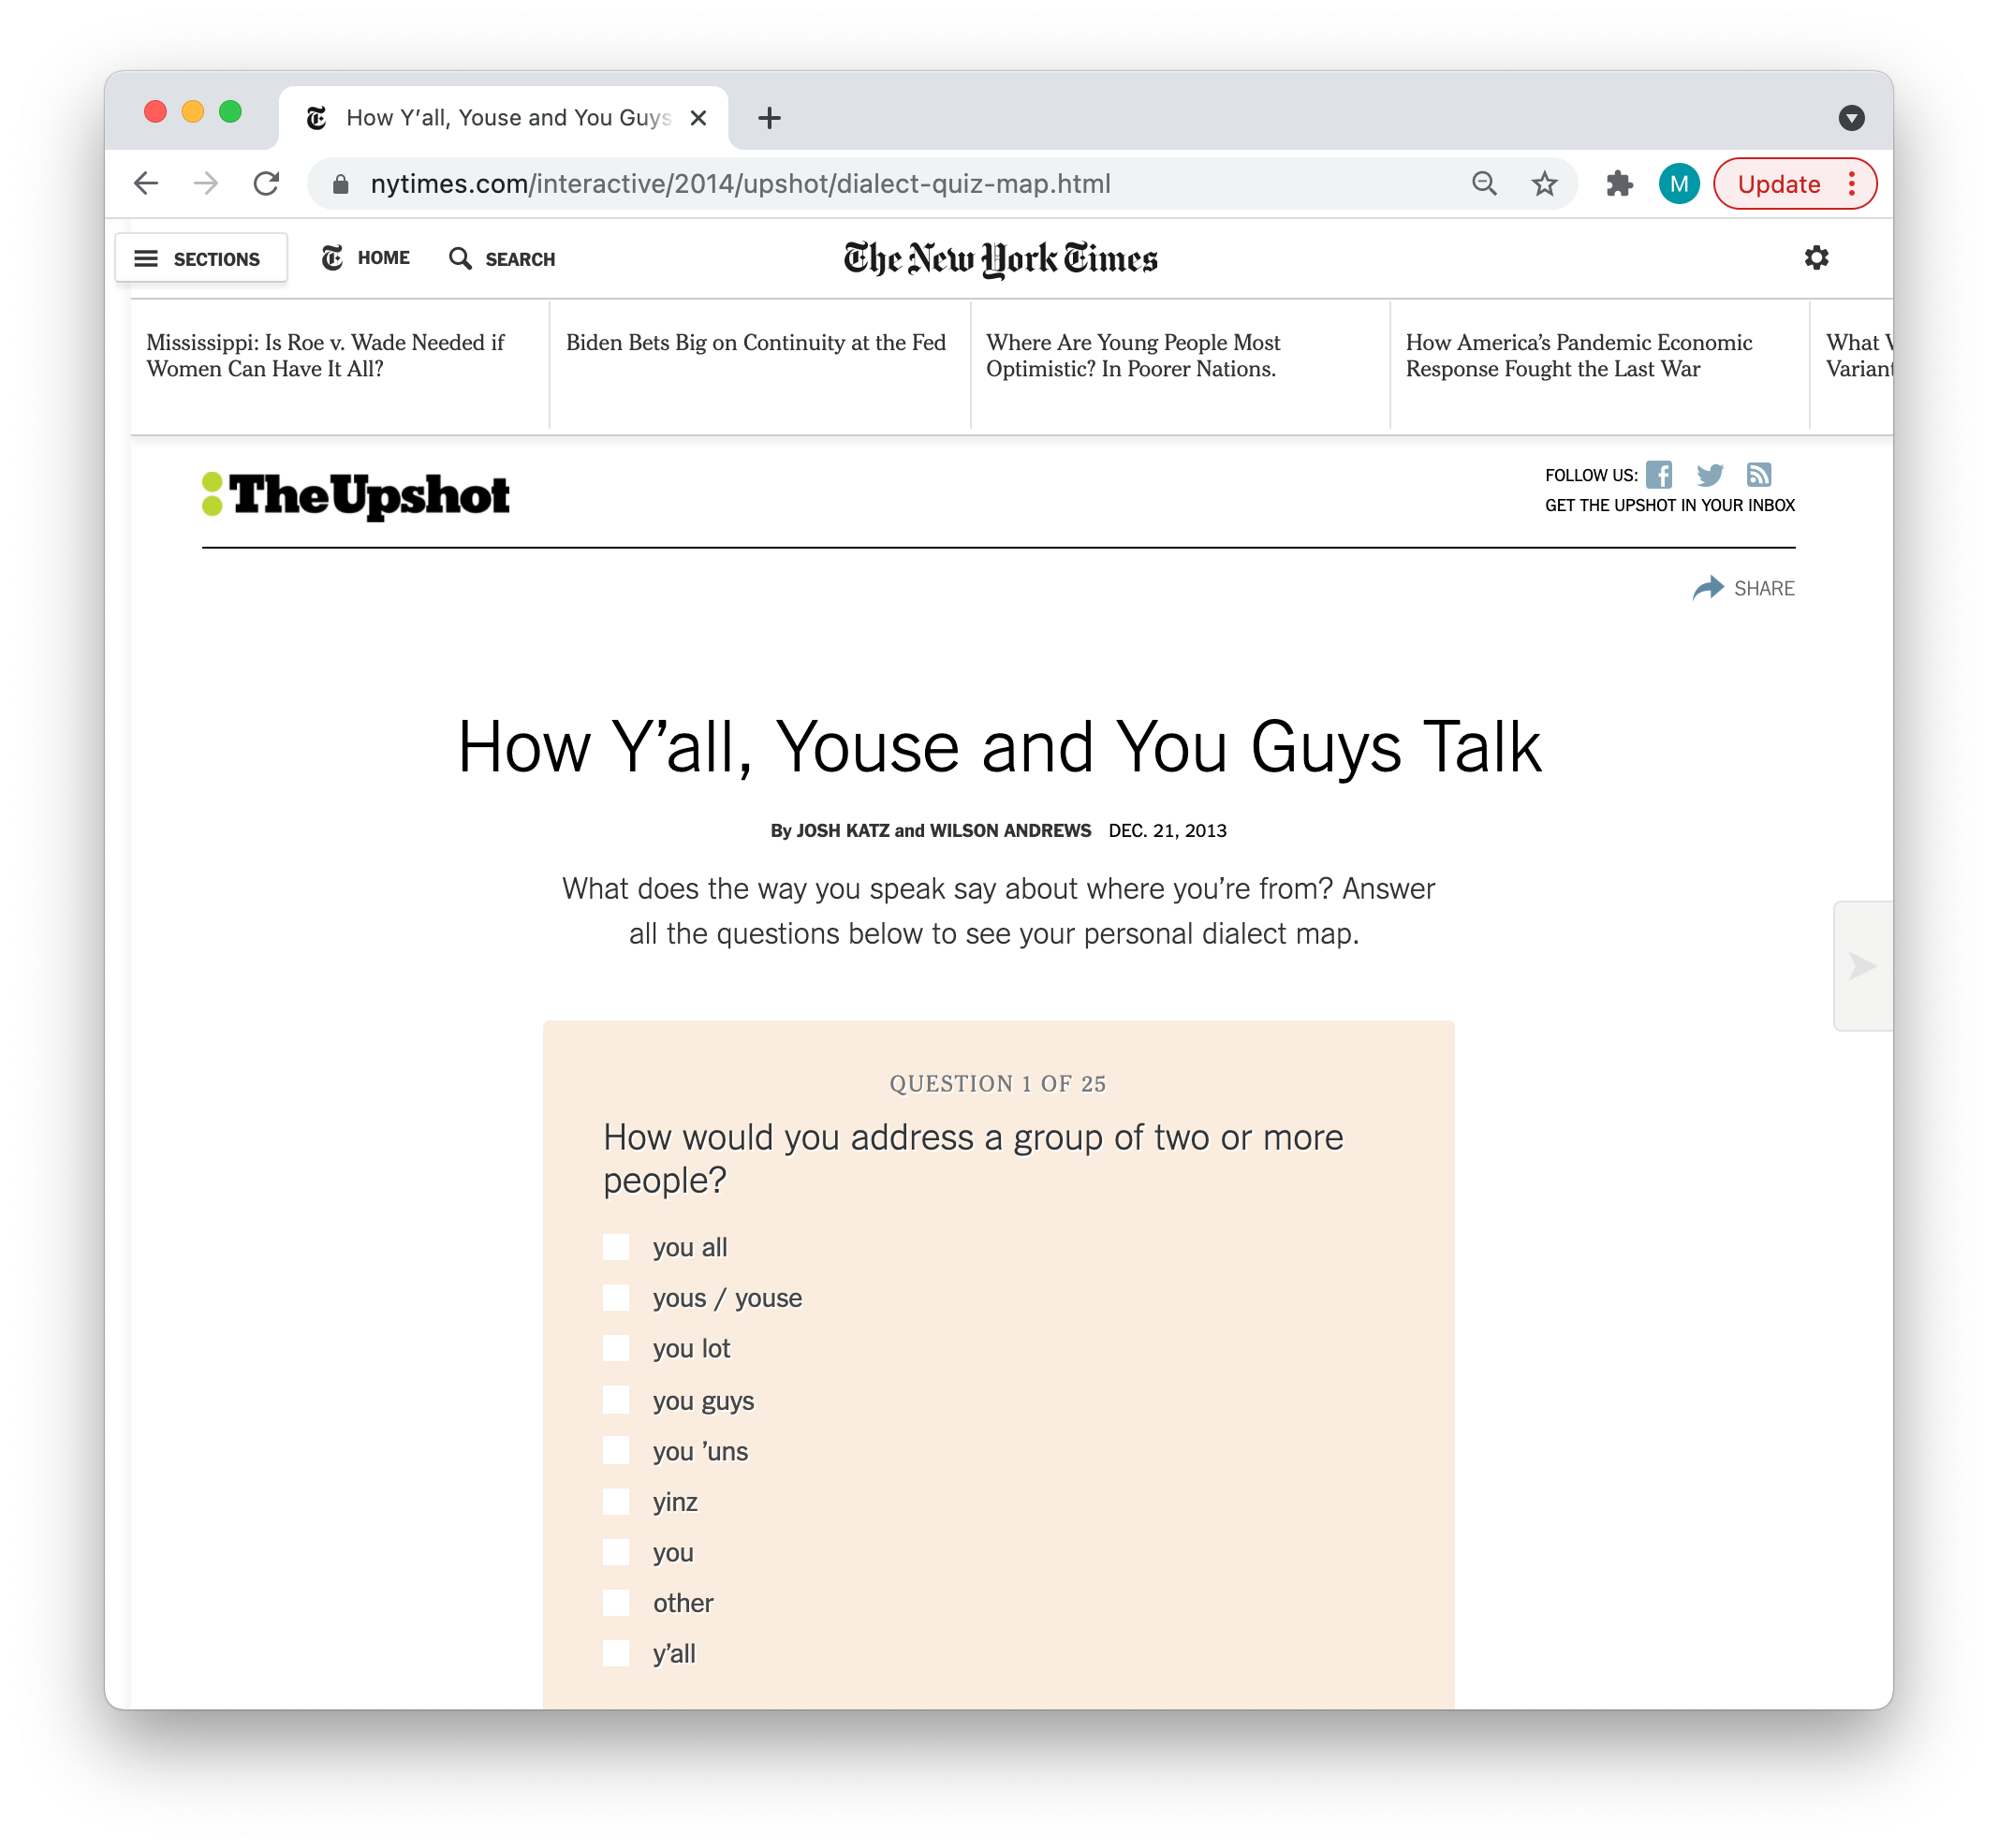 How Y’all, Youse and You Guys
nytimes.com/interactive/2014/upshot/dialect-quiz-map.html
M
Update
SECTIONS
HOME
SEARCH
The New York Times
Mississippi: Is Roe v. Wade Needed if
Women Can Have It All?
Biden Bets Big on Continuity at the Fed
Where Are Young People Most
Optimistic? In Poorer Nations.
How America’s Pandemic Economic
Response Fought the Last War
What
Variant
TheUpshot
FOLLOW US:
GET THE UPSHOT IN YOUR INBOX
SHARE
How Y’all, Youse and You Guys Talk
By JOSH KATZ and WILSON ANDREWS DEC. 21, 2013
What does the way you speak say about where you’re from? Answer
all the questions below to see your personal dialect map.
QUESTION 1 OF 25
How would you address a group of two or more
people?
you all
yous / youse
you lot
you guys
you ’uns
yinz
you
other
y’all